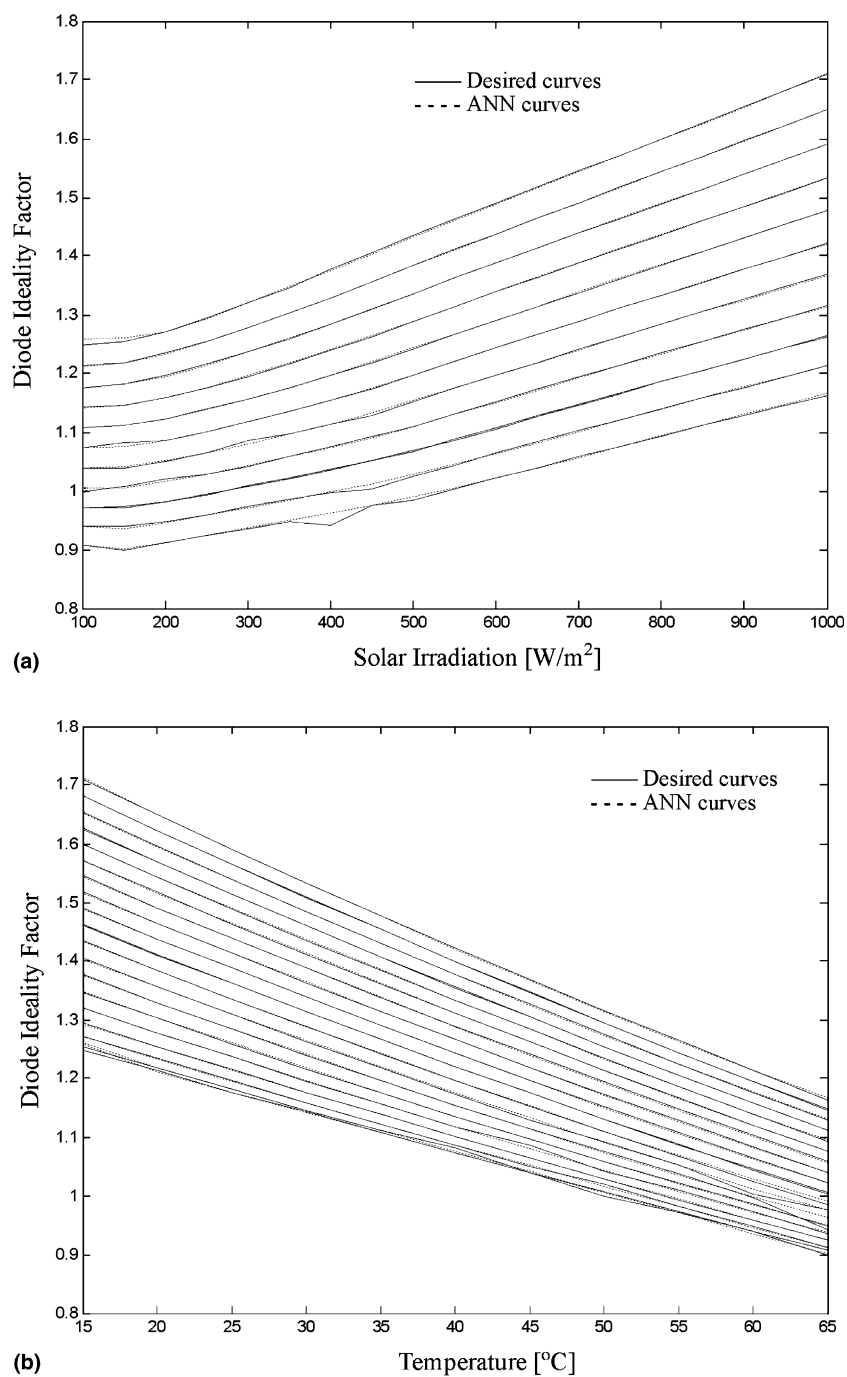 1.8
1.7
1.6
1.5
1.4
1.3
1.2
1.1
1
0.9
0.8
Diode Ideality Factor
Desired curves
ANN curves
100 200 300 400 500 600 700 800 900 1000
(a)
Solar Irradiation [W/m²]
1.8
1.7
1.6
1.5
1.4
1.3
1.2
1.1
1
0.9
0.8
Diode Ideality Factor
Desired curves
ANN curves
15 20 25 30 35 40 45 50 55 60 65
(b)
Temperature [°C]